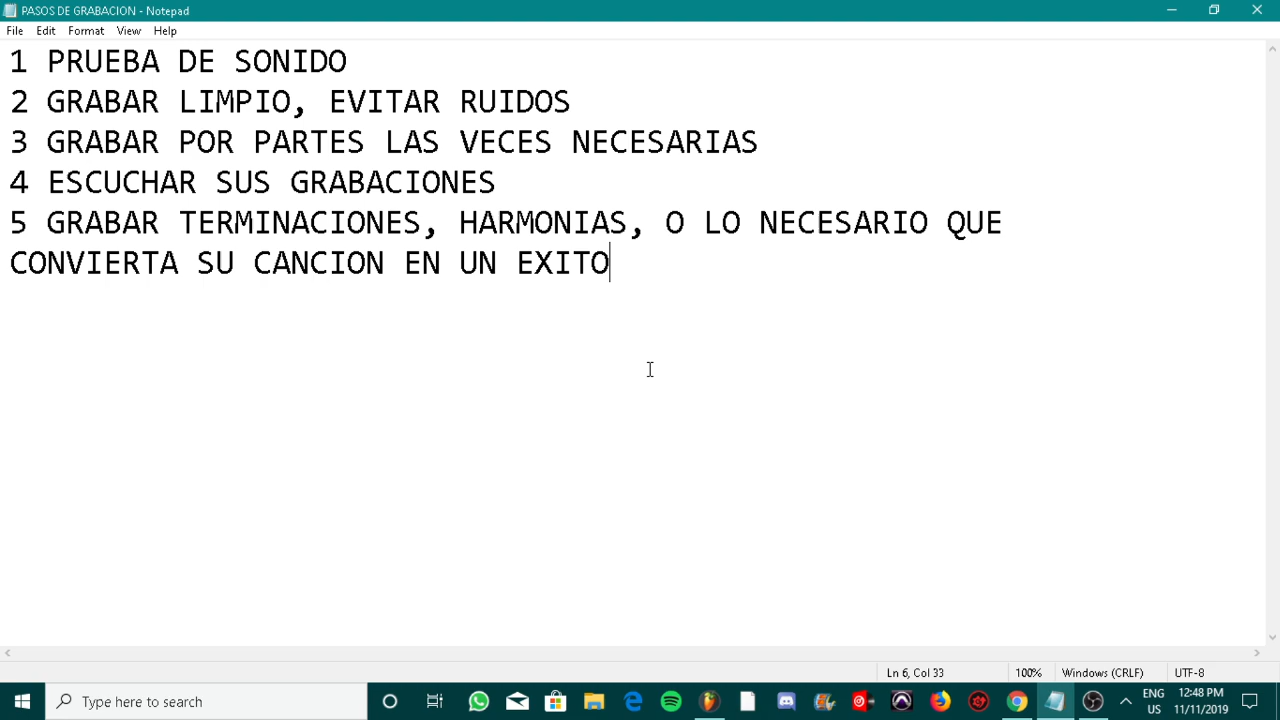 PASOS DE GRABACION - Notepad
File Edit Format View Help
1 PRUEBA DE SONIDO
2 GRABAR LIMPIO, EVITAR RUIDOS
3 GRABAR POR PARTES LAS VECES NECESARIAS
4 ESCUCHAR SUS GRABACIONES
5 GRABAR TERMINACIONES, HARMONIAS, O LO NECESARIO QUE
CONVIERTA SU CANCION EN UN EXITO
Ln 6, Col 33 100% Windows (CRLF) UTF-8
Type here to search
ENG
US
12:48 PM
11/11/2019